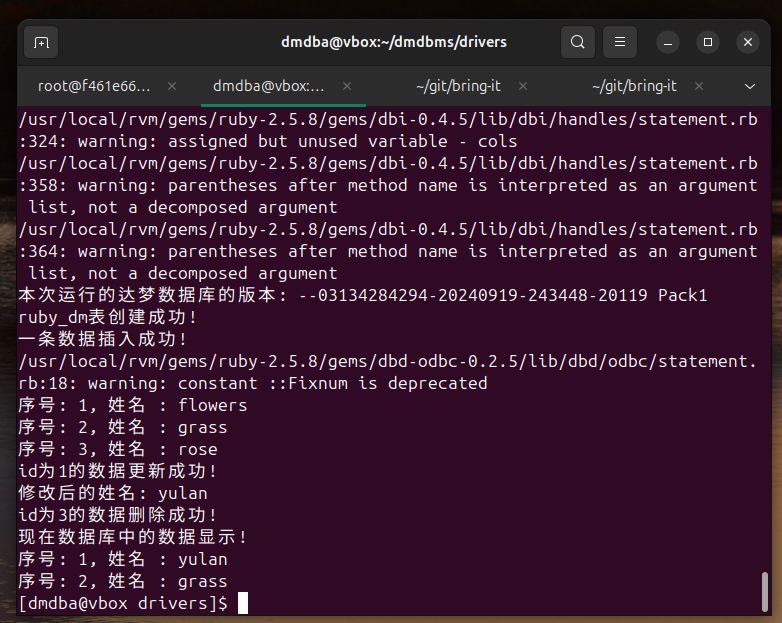 dmdba@vbox:~/dmdbms/drivers
root@f461e66...
dmdba@vbox:...
~/git/bring-it
~/git/bring-it
/usr/local/rvm/gems/ruby-2.5.8/gems/dbi-0.4.5/lib/dbi/handles/statement.rb
:324: warning: assigned but unused variable - cols
/usr/local/rvm/gems/ruby-2.5.8/gems/dbi-0.4.5/lib/dbi/handles/statement.rb
:358: warning: parentheses after method name is interpreted as an argument
list, not a decomposed argument
/usr/local/rvm/gems/ruby-2.5.8/gems/dbi-0.4.5/lib/dbi/handles/statement.rb
:364: warning: parentheses after method name is interpreted as an argument
list, not a decomposed argument
本次运行的达梦数据库的版本: --03134284294-20240919-243448-20119 Pack1
ruby_dm表创建成功!
一条数据插入成功!
/usr/local/rvm/gems/ruby-2.5.8/gems/dbd-odbc-0.2.5/lib/dbd/odbc/statement.
rb:18: warning: constant ::Fixnum is deprecated
序号: 1, 姓名 : flowers
序号: 2, 姓名 : grass
序号: 3, 姓名 : rose
id为1的数据更新成功!
修改后的姓名: yulan
id为3的数据删除成功!
现在数据库中的数据显示!
序号: 1, 姓名 : yulan
序号: 2, 姓名 : grass
[dmdba@vbox drivers]$